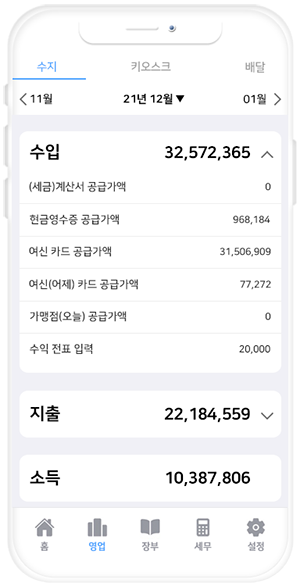 수지 키오스크 배달
11월 21년 12월▼ 01월
수입 32,572,365
(세금)계산서 공급가액 0
현금영수증 공급가액 968,184
여신 카드 공급가액 31,506,909
여신(어제) 카드 공급가액 77,272
가맹점(오늘) 공급가액 0
수익 전표 입력 20,000
지출 22,184,559
소득 10,387,806
홈 영업 장부 세무 설정